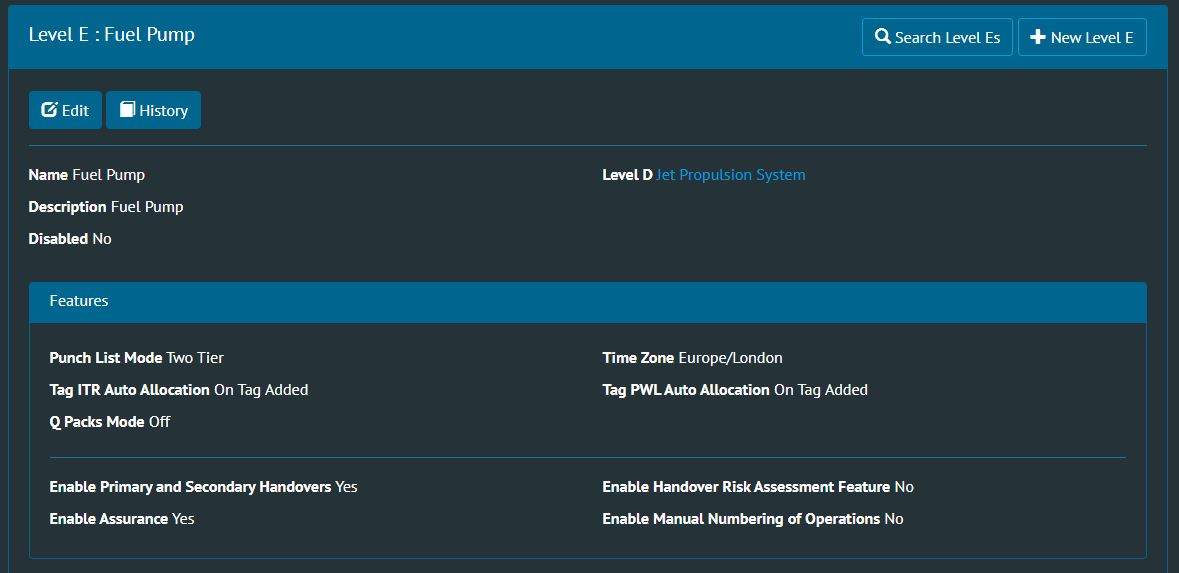 Level E : Fuel Pump
Search Level Es
New Level E
Edit
History
Name Fuel Pump
Level D Jet Propulsion System
Description Fuel Pump
Disabled No
Features
Punch List Mode Two Tier
Time Zone Europe/London
Tag ITR Auto Allocation On Tag Added
Tag PWL Auto Allocation On Tag Added
Q Packs Mode Off
Enable Primary and Secondary Handovers Yes
Enable Handover Risk Assessment Feature No
Enable Assurance Yes
Enable Manual Numbering of Operations No